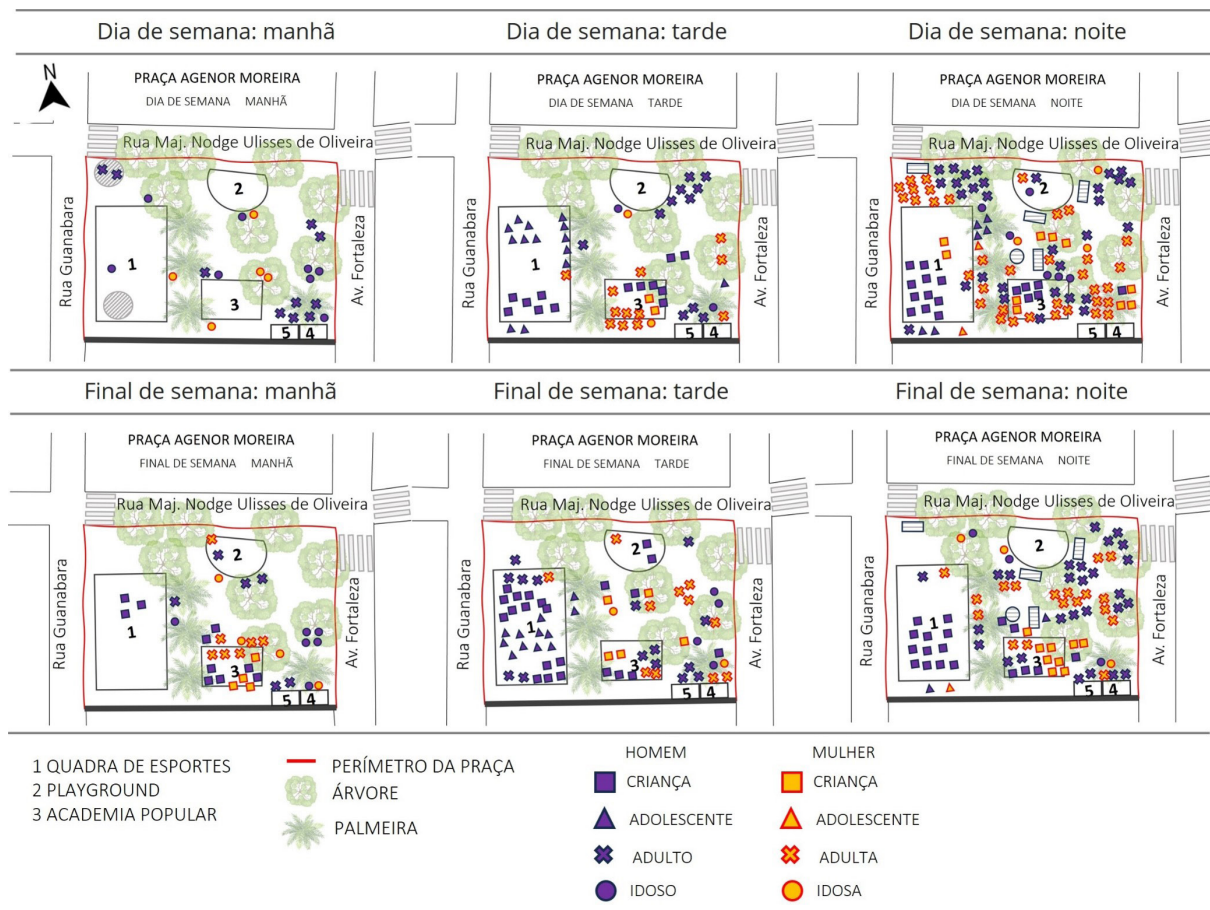 Dia de semana: manhã
Dia de semana: tarde
Dia de semana: noite
N
PRAÇA AGENOR MOREIRA
DIA DE SEMANA MANHÃ
Rua Maj. Nodge Ulisses de Oliveira
Rua Guanabara
Av. Fortaleza
1
2
3
5 4
PRAÇA AGENOR MOREIRA
DIA DE SEMANA TARDE
Rua Maj. Nodge Ulisses de Oliveira
Rua Guanabara
Av. Fortaleza
1
2
3
5 4
PRAÇA AGENOR MOREIRA
DIA DE SEMANA NOITE
Rua Maj. Nodge Ulisses de Oliveira
Rua Guanabara
Av. Fortaleza
1
2
3
5 4
Final de semana: manhã
Final de semana: tarde
Final de semana: noite
PRAÇA AGENOR MOREIRA
FINAL DE SEMANA MANHÃ
Rua Maj. Nodge Ulisses de Oliveira
Rua Guanabara
Av. Fortaleza
1
2
3
5 4
PRAÇA AGENOR MOREIRA
FINAL DE SEMANA TARDE
Rua Maj. Nodge Ulisses de Oliveira
Rua Guanabara
Av. Fortaleza
1
2
3
5 4
PRAÇA AGENOR MOREIRA
FINAL DE SEMANA NOITE
Rua Maj. Nodge Ulisses de Oliveira
Rua Guanabara
Av. Fortaleza
1
2
3
5 4
1 QUADRA DE ESPORTES
2 PLAYGROUND
3 ACADEMIA POPULAR
PERÍMETRO DA PRAÇA
ÁRVORE
PALMEIRA
HOMEM
CRIANÇA
ADOLESCENTE
ADULTO
IDOSO
MULHER
CRIANÇA
ADOLESCENTE
ADULTA
IDOSA